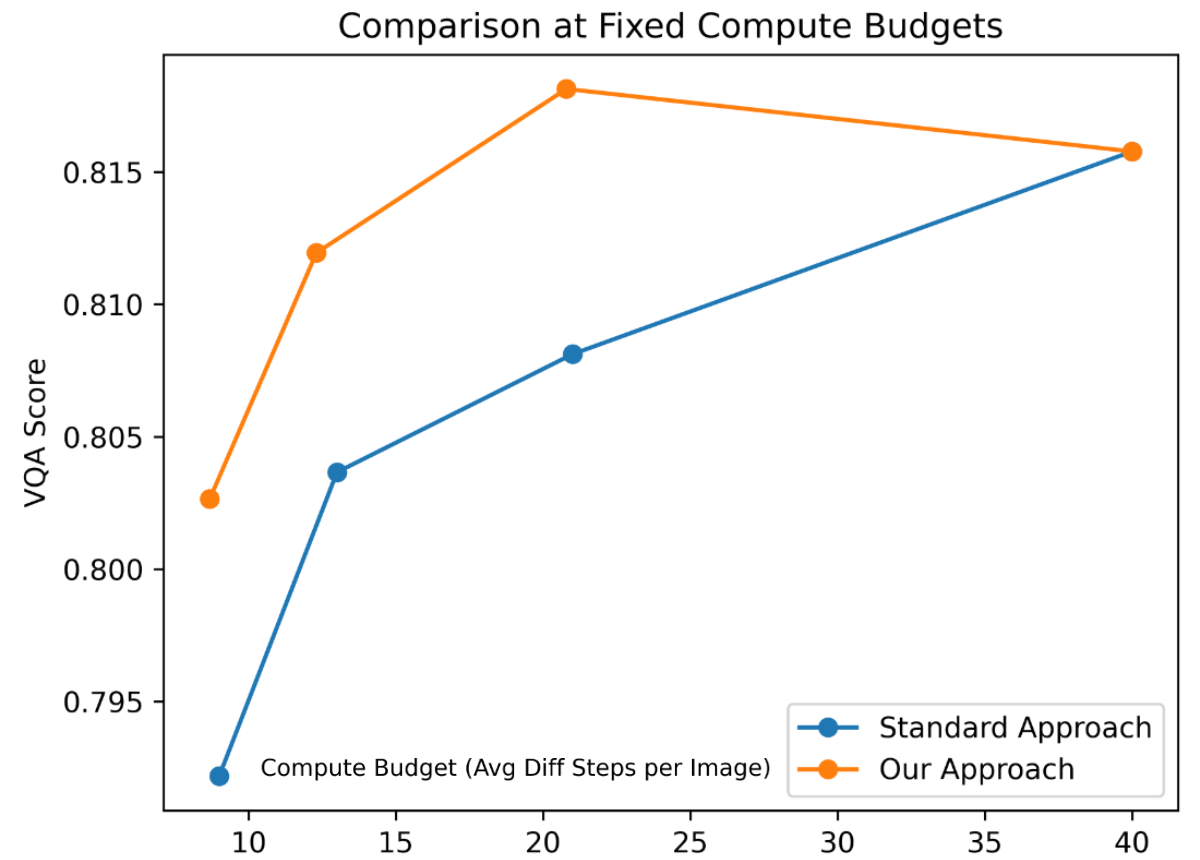 Comparison at Fixed Compute Budgets
VQA Score
0.815
0.810
0.805
0.800
0.795
Compute Budget (Avg Diff Steps per Image)
Standard Approach
Our Approach
10 15 20 25 30 35 40